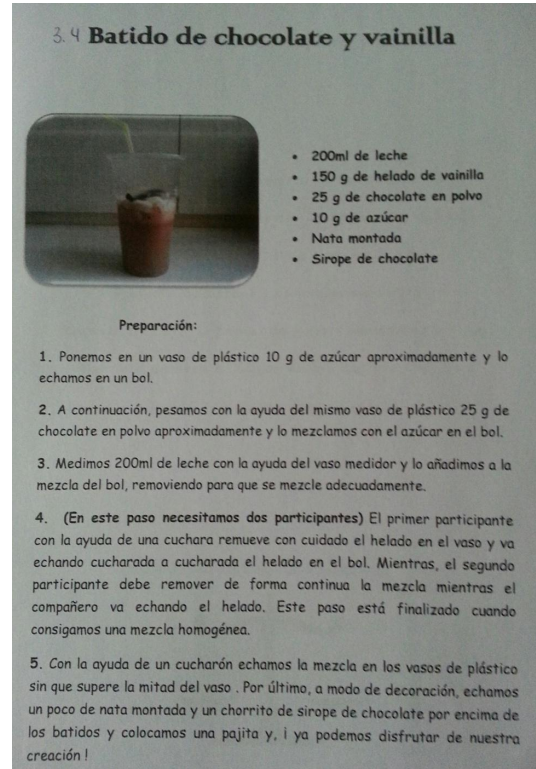 3.4 Batido de chocolate y vainilla
• 200ml de leche
• 150 g de helado de vainilla
• 25 g de chocolate en polvo
• 10 g de azúcar
• Nata montada
• Sirope de chocolate
Preparación:
1. Ponemos en un vaso de plástico 10 g de azúcar aproximadamente y lo
echamos en un bol.
2. A continuación, pesamos con la ayuda del mismo vaso de plástico 25 g de
chocolate en polvo aproximadamente y lo mezclamos con el azúcar en el bol.
3. Medimos 200ml de leche con la ayuda del vaso medidor y lo añadimos a la
mezcla del bol, removiendo para que se mezcle adecuadamente.
4. (En este paso necesitamos dos participantes) El primer participante
con la ayuda de una cuchara remueve con cuidado el helado en el vaso y va
echando cucharada a cucharada el helado en el bol. Mientras, el segundo
participante debe remover de forma continua la mezcla mientras el
compañero va echando el helado. Este paso está finalizado cuando
consigamos una mezcla homogénea.
5. Con la ayuda de un cucharón echamos la mezcla en los vasos de plástico
sin que supere la mitad del vaso . Por último, a modo de decoración, echamos
un poco de nata montada y un chorrito de sirope de chocolate por encima de
los batidos y colocamos una pajita y, ¡ ya podemos disfrutar de nuestra
creación !